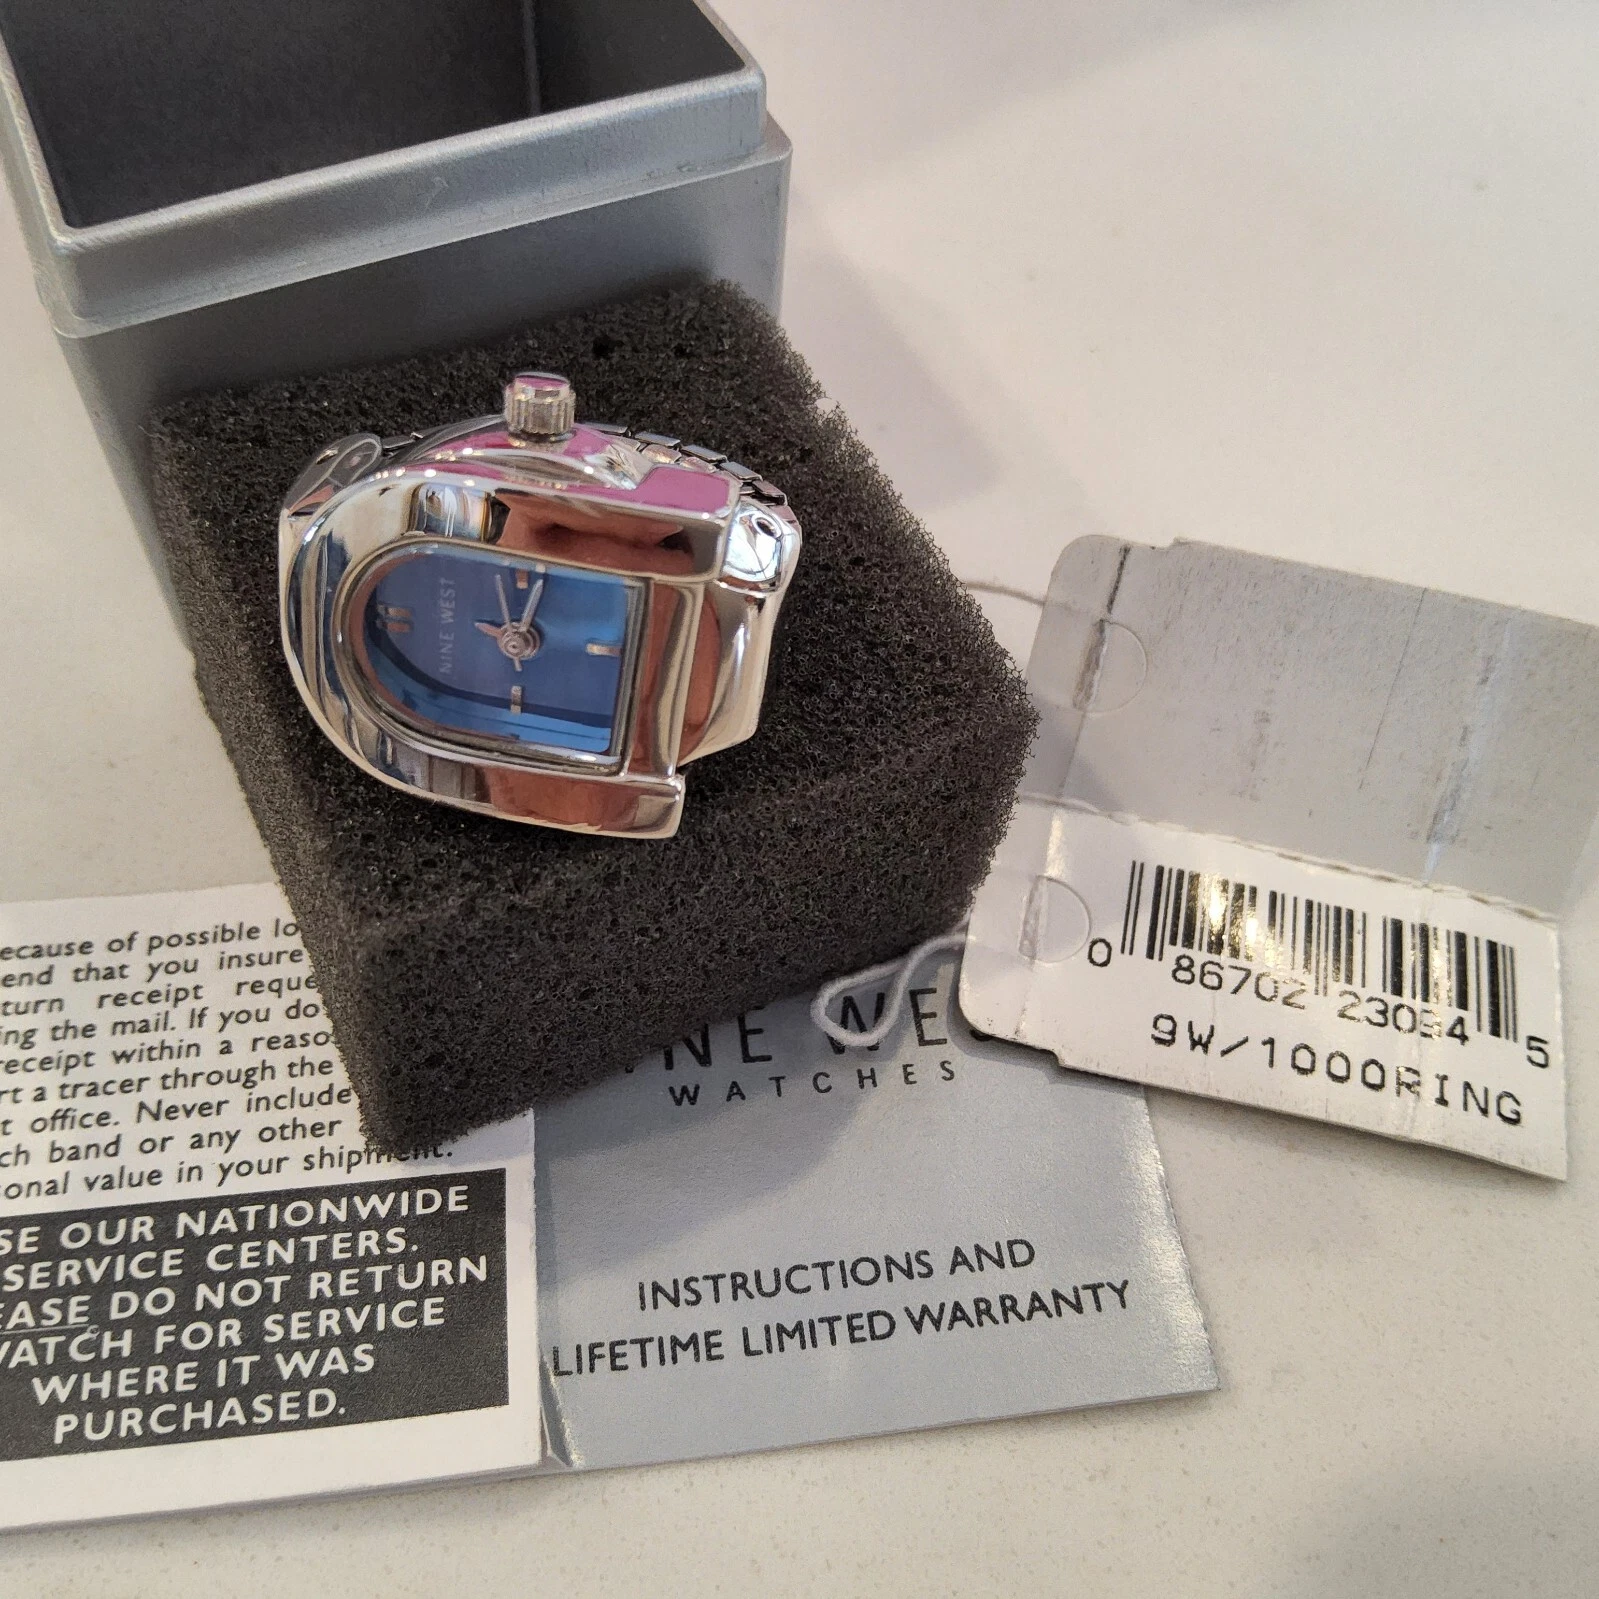 NINE WEST
ecause of possible lo
end that you insure
turn receipt reque
ing the mail. If you do
receipt within a reaso
rt a tracer through the
t office. Never include
ch band or any other
onal value in your shipment.
SE OUR NATIONWIDE
SERVICE CENTERS.
EASE DO NOT RETURN
WATCH FOR SERVICE
WHERE IT WAS
PURCHASED.
NE WES
WATCHES
INSTRUCTIONS AND
LIFETIME LIMITED WARRANTY
0 86702 23094 5
9W/1000RING